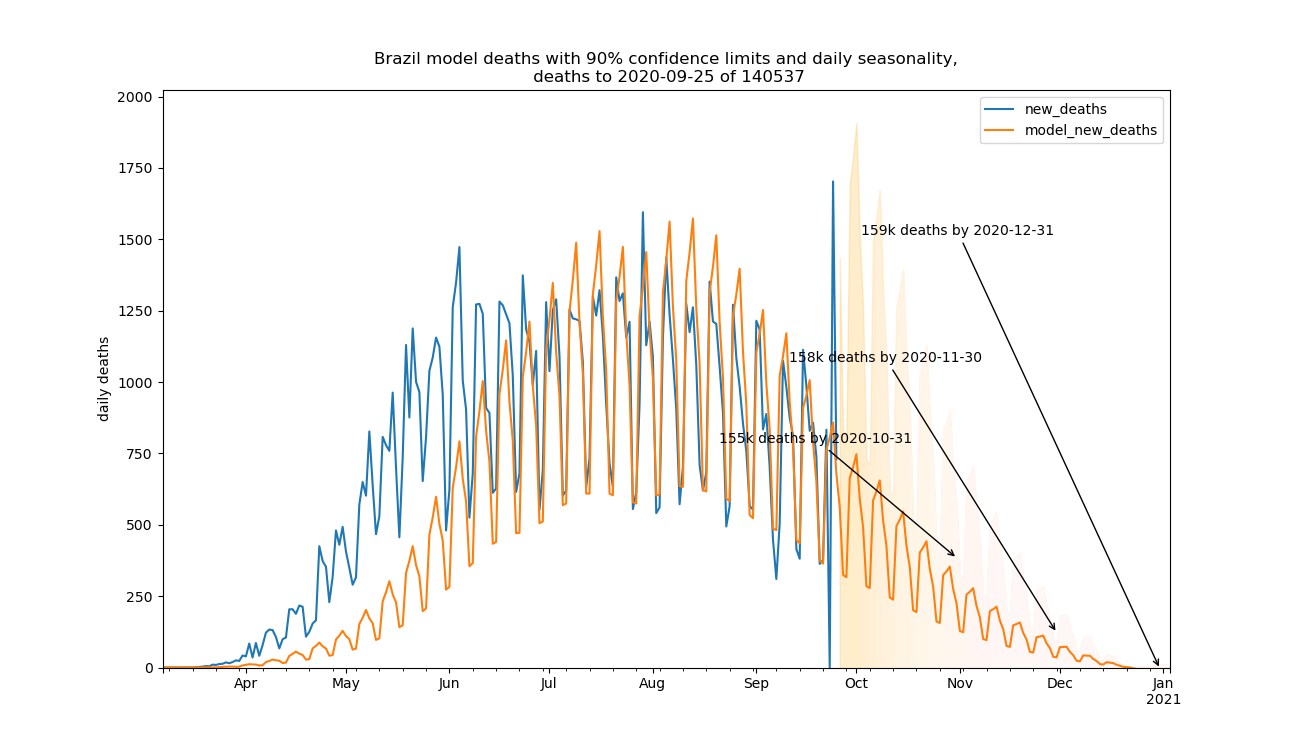 Brazil model deaths with 90% confidence limits and daily seasonality,
deaths to 2020-09-25 of 140537
new_deaths
model_new_deaths
daily deaths
2000
1750
1500
1250
1000
750
500
250
0
159k deaths by 2020-12-31
158k deaths by 2020-11-30
155k deaths by 2020-10-31
Apr May Jun Jul Aug Sep Oct Nov Dec Jan
2021